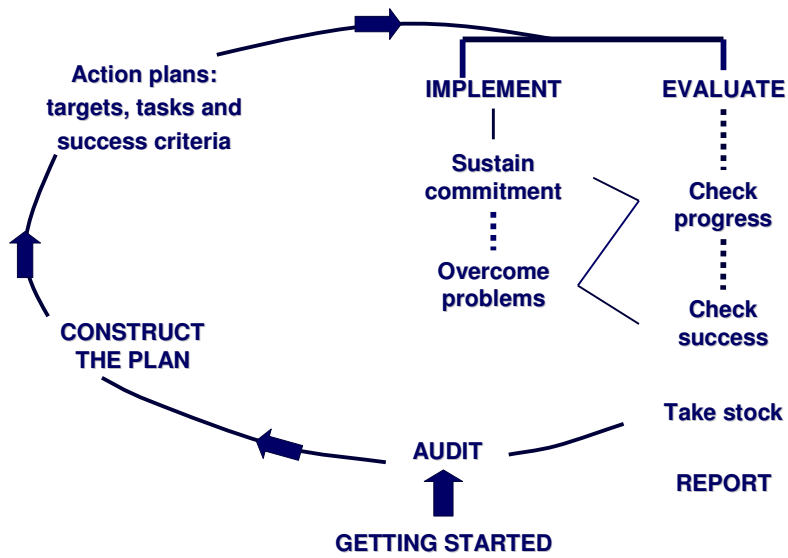 Action plans:
targets, tasks and
success criteria
IMPLEMENT
EVALUATE
Sustain
commitment
Check
progress
Overcome
problems
Check
success
CONSTRUCT
THE PLAN
Take stock
AUDIT
REPORT
GETTING STARTED